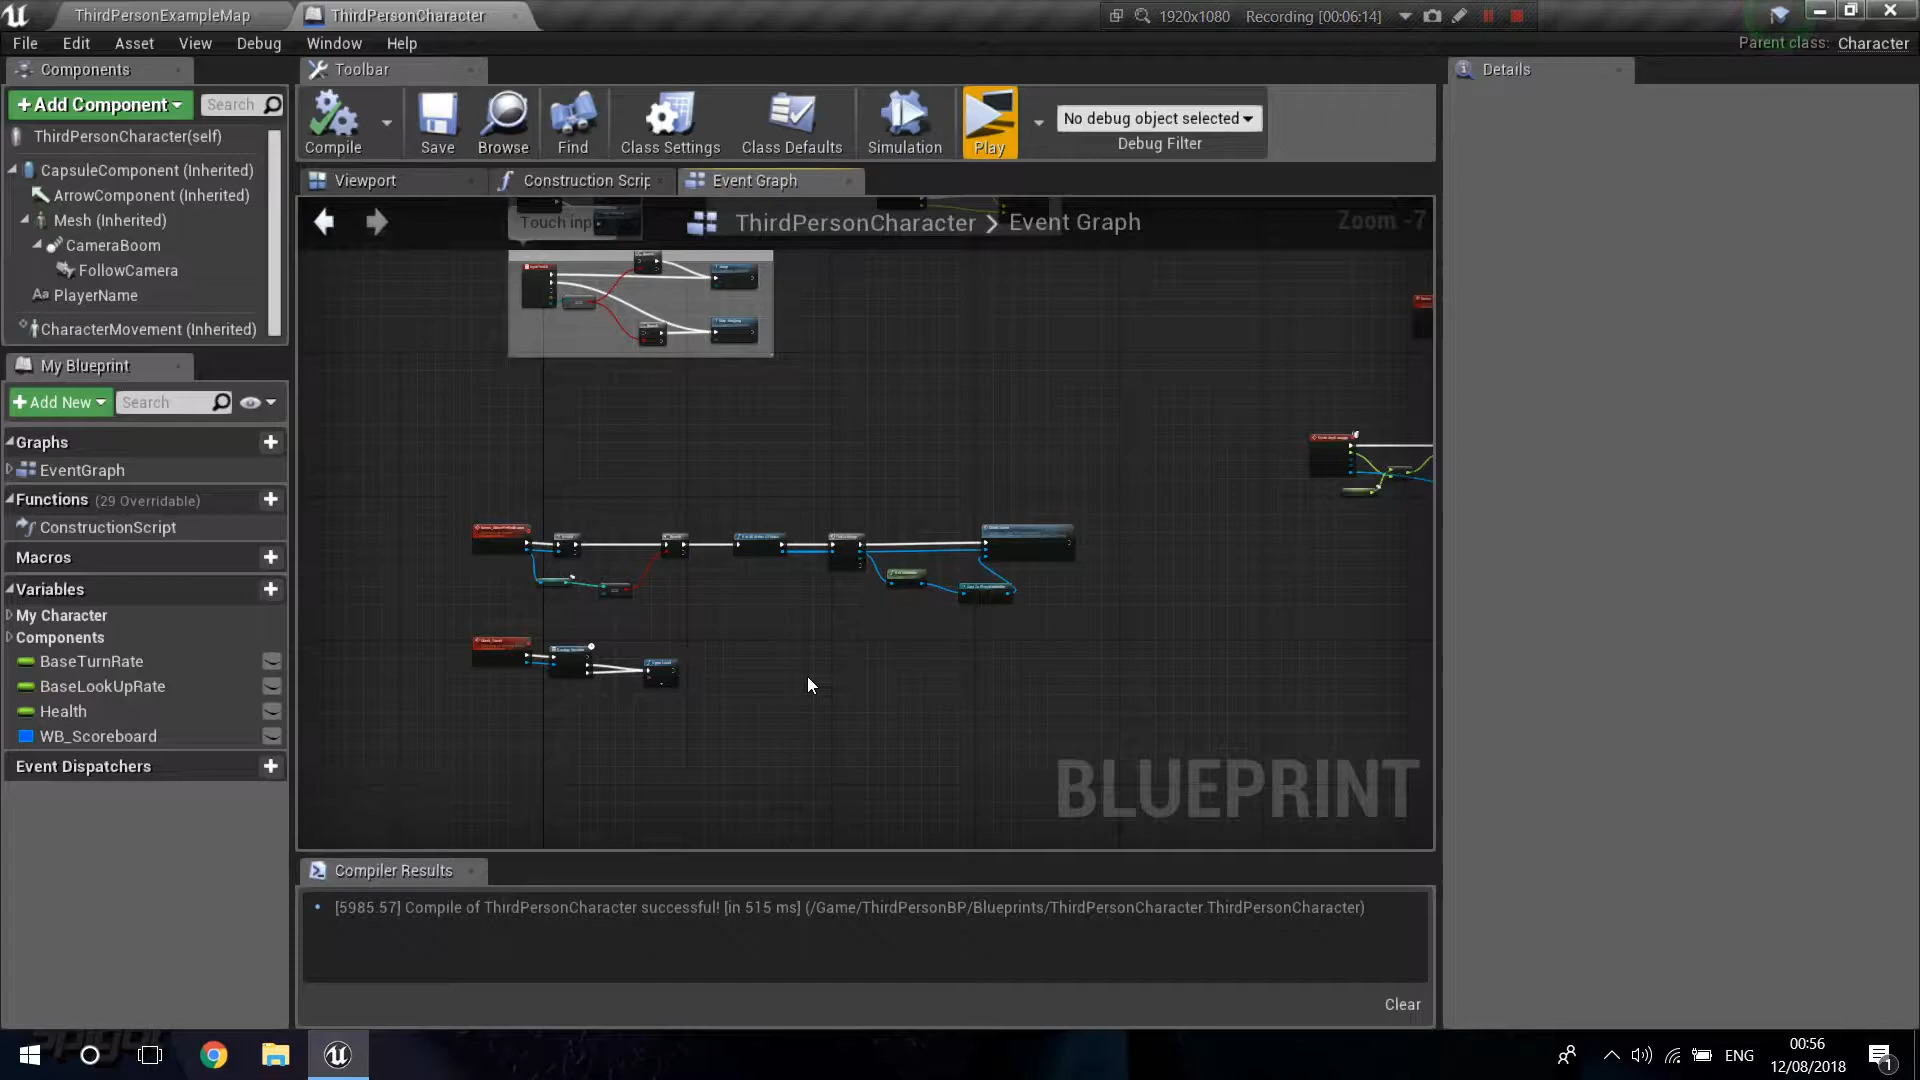 ThirdPersonExampleMap
ThirdPersonCharacter
1920x1080
Recording [00:06:14]
File
Edit
Asset
View
Debug
Window
Help
Parent class: Character
Components
Toolbar
Details
Add Component
Search
ThirdPersonCharacter(self)
CapsuleComponent (Inherited)
ArrowComponent (Inherited)
Mesh (Inherited)
CameraBoom
FollowCamera
Aa PlayerName
CharacterMovement (Inherited)
Compile
Save
Browse
Find
Class Settings
Class Defaults
Simulation
Play
No debug object selected
Debug Filter
Viewport
Construction Scrip
Event Graph
Touch inp
ThirdPersonCharacter > Event Graph
Zoom -7
My Blueprint
Add New
Search
Graphs
EventGraph
Functions (29 Overridable)
ConstructionScript
Macros
Variables
My Character
Components
BaseTurnRate
BaseLookUpRate
Health
WB_Scoreboard
Event Dispatchers
BLUEPRINT
Compiler Results
[5985.57] Compile of ThirdPersonCharacter successful! [in 515 ms] (/Game/ThirdPersonBP/Blueprints/ThirdPersonCharacter.ThirdPersonCharacter)
Clear
ENG
00:56
12/08/2018
1